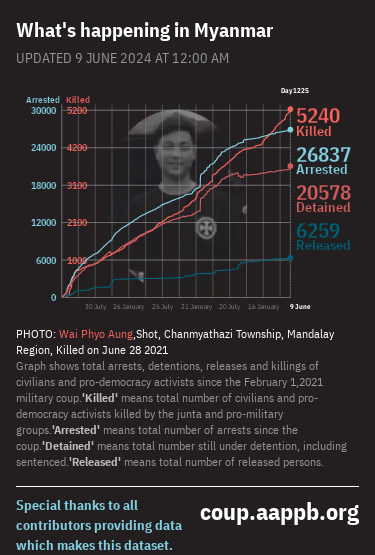 What's happening in Myanmar
UPDATED 9 JUNE 2024 AT 12:00 AM
Day1225
Arrested Killed
30000 5200
24000 4200
18000 3100
12000 2100
6000 1000
0
5240
Killed
26837
Arrested
20578
Detained
6259
Released
30 July 26 January 25 July 21 January 20 July 16 January 9 June
PHOTO: Wai Phyo Aung,Shot, Chanmyathazi Township, Mandalay
Region, Killed on June 28 2021
Graph shows total arrests, detentions, releases and killings of
civilians and pro-democracy activists since the February 1,2021
military coup.'Killed' means total number of civilians and pro-
democracy activists killed by the junta and pro-military
groups.'Arrested' means total number of arrests since the
coup.'Detained' means total number still under detention, including
sentenced.'Released' means total number of released persons.
Special thanks to all
contributors providing data
which makes this dataset.
coup.aappb.org